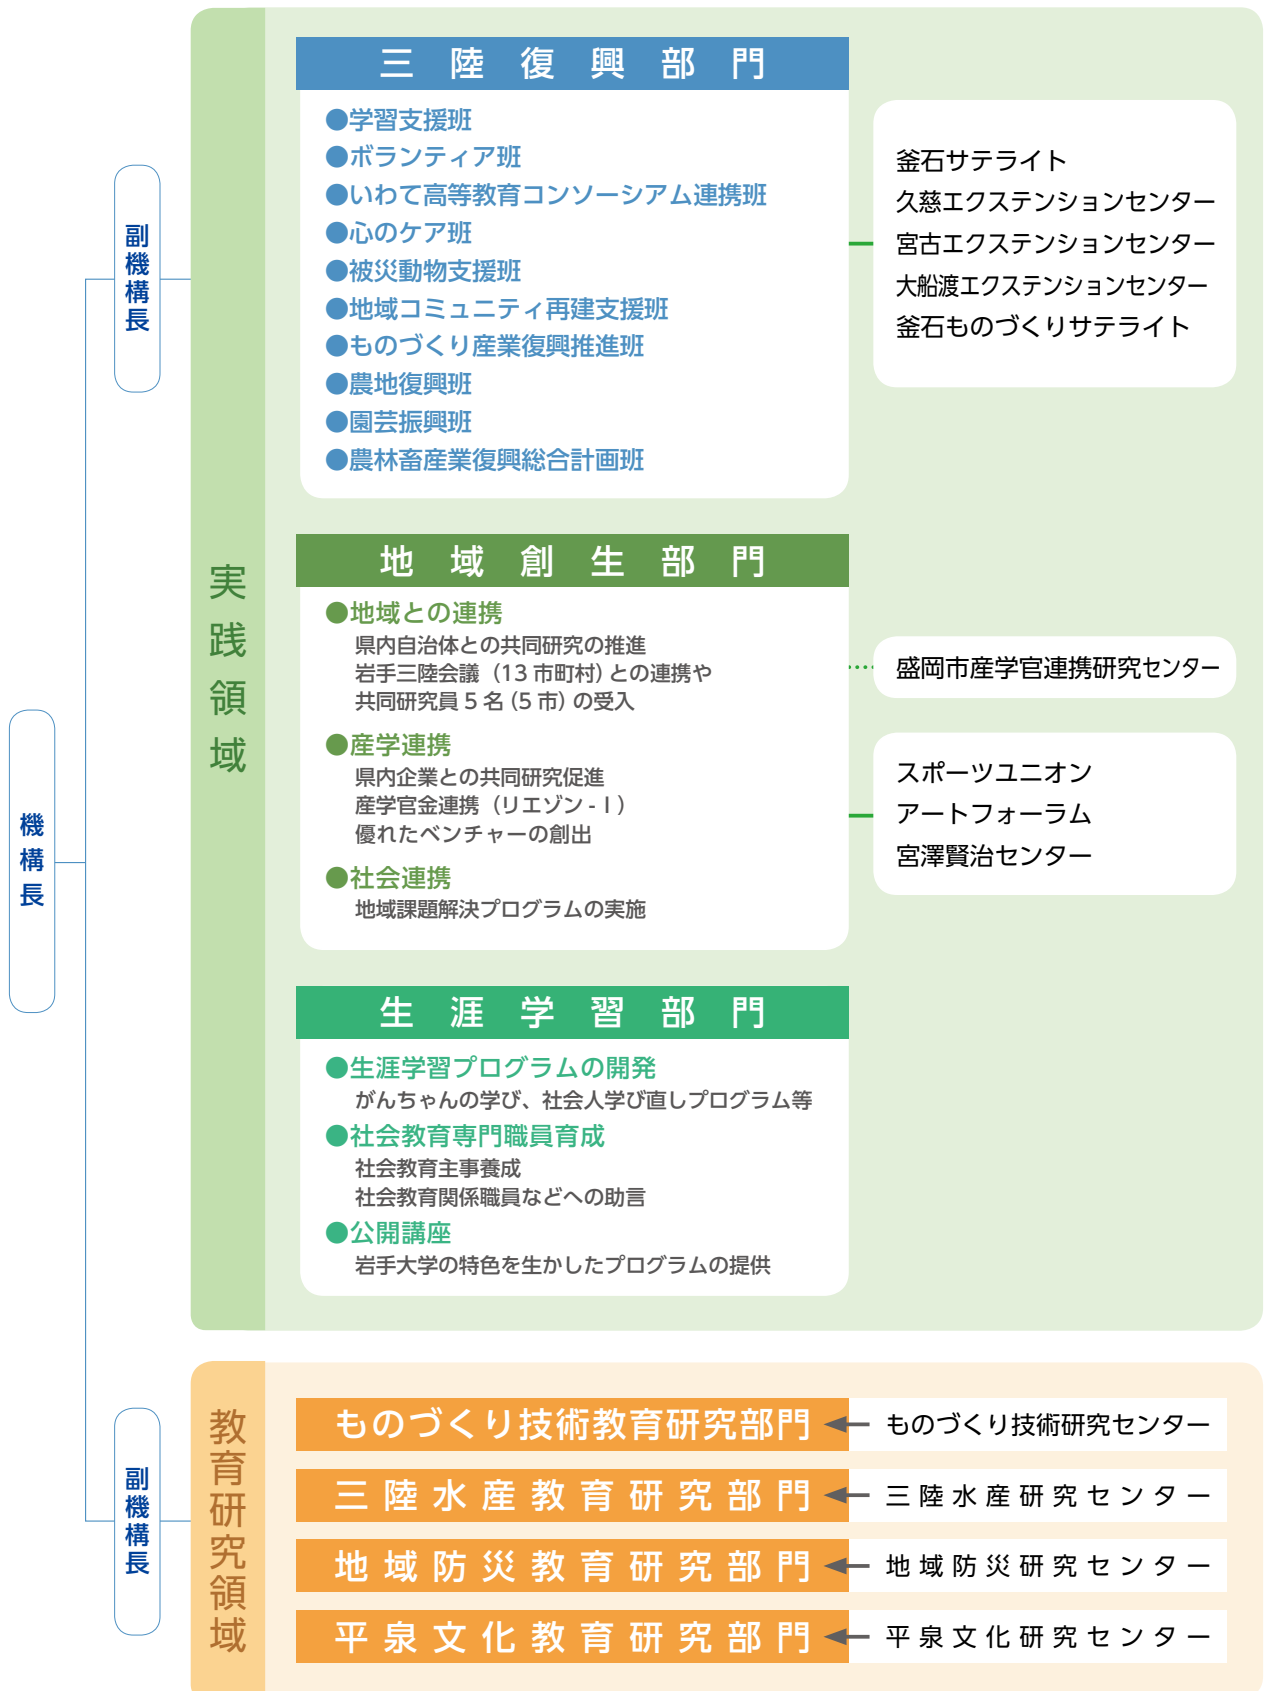 機構長
副機構長
実践領域
三陸復興部門
●学習支援班
●ボランティア班
●いわて高等教育コンソーシアム連携班
●心のケア班
●被災動物支援班
●地域コミュニティ再建支援班
●ものづくり産業復興推進班
●農地復興班
●園芸振興班
●農林畜産業復興総合計画班
釜石サテライト
久慈エクステンションセンター
宮古エクステンションセンター
大船渡エクステンションセンター
釜石ものづくりサテライト
地域創生部門
●地域との連携
県内自治体との共同研究の推進
岩手三陸会議（13 市町村）との連携や
共同研究員 5 名（5 市）の受入
●産学連携
県内企業との共同研究促進
産学官金連携（リエゾン - I ）
優れたベンチャーの創出
●社会連携
地域課題解決プログラムの実施
盛岡市産学官連携研究センター
スポーツユニオン
アートフォーラム
宮澤賢治センター
生涯学習部門
●生涯学習プログラムの開発
がんちゃんの学び、社会人学び直しプログラム等
●社会教育専門職員育成
社会教育主事養成
社会教育関係職員などへの助言
●公開講座
岩手大学の特色を生かしたプログラムの提供
副機構長
教育研究領域
ものづくり技術教育研究部門
ものづくり技術研究センター
三陸水産教育研究部門
三陸水産研究センター
地域防災教育研究部門
地域防災研究センター
平泉文化教育研究部門
平泉文化研究センター